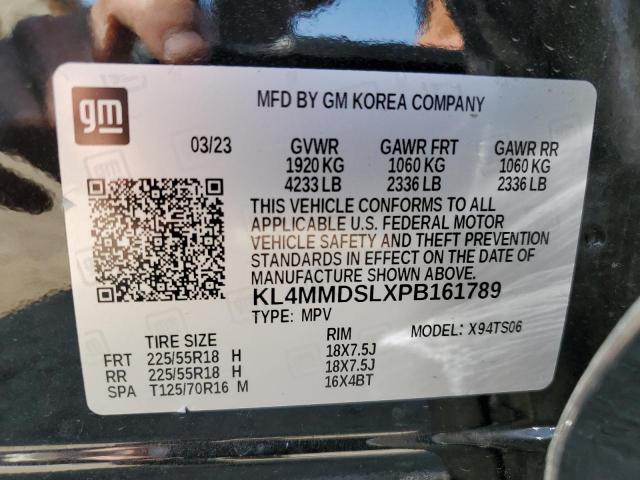 gm
MFD BY GM KOREA COMPANY
03/23 GVWR GAWR FRT GAWR RR
1920 KG 1060 KG 1060 KG
4233 LB 2336 LB 2336 LB
THIS VEHICLE CONFORMS TO ALL
APPLICABLE U.S. FEDERAL MOTOR
VEHICLE SAFETY AND THEFT PREVENTION
STANDARDS IN EFFECT ON THE DATE OF
MANUFACTURE SHOWN ABOVE.
KL4MMDSLXPB161789
TYPE: MPV MODEL: X94TS06
TIRE SIZE RIM
FRT 225/55R18 H 18X7.5J
RR 225/55R18 H 18X7.5J
SPA T125/70R16 M 16X4BT